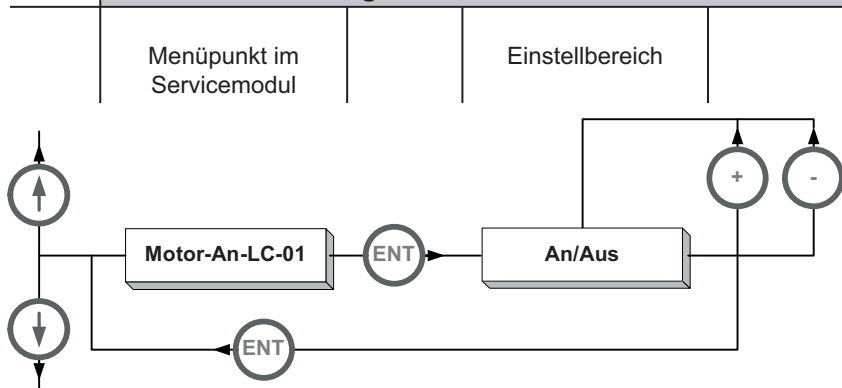 Menüpunkt im
Servicemodul
Einstellbereich
+
-
Motor-An-LC-01
ENT
An/Aus
ENT